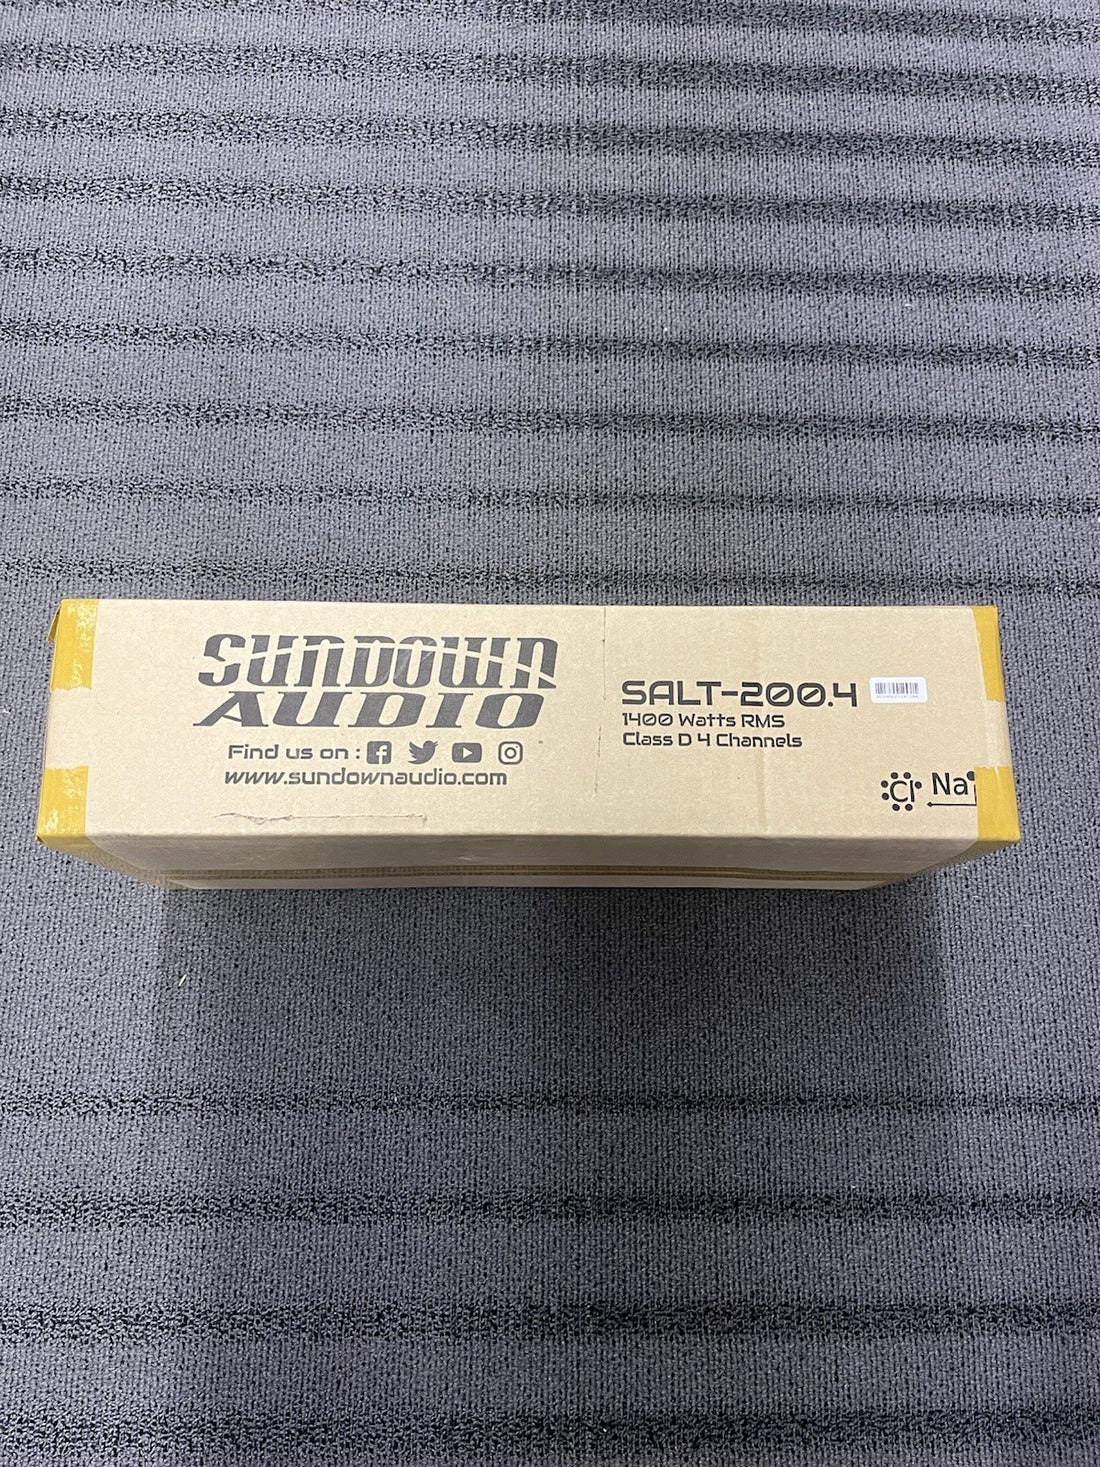 SUNDOWN
AUDIO
Find us on :
www.sundownaudio.com
SALT-200.4
1400 Watts RMS
Class D 4 Channels
Cl Na